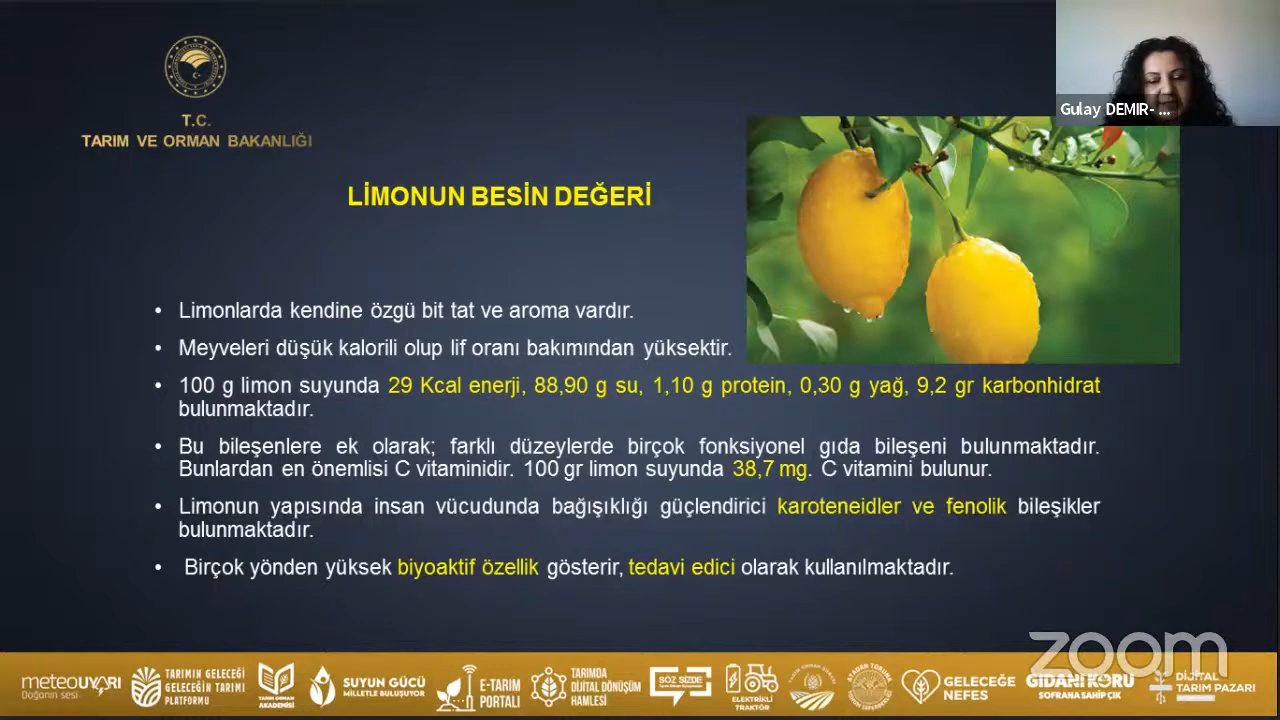 Gulay DEMIR- ...
T.C.
TARIM VE ORMAN BAKANLIĞI
LİMONUN BESİN DEĞERİ
• Limonlarda kendine özgü bit tat ve aroma vardır.
• Meyveleri düşük kalorili olup lif oranı bakımından yüksektir.
• 100 g limon suyunda 29 Kcal enerji, 88,90 g su, 1,10 g protein, 0,30 g yağ, 9,2 gr karbonhidrat
bulunmaktadır.
• Bu bileşenlere ek olarak; farklı düzeylerde birçok fonksiyonel gıda bileşeni bulunmaktadır.
Bunlardan en önemlisi C vitaminidir. 100 gr limon suyunda 38,7 mg. C vitamini bulunur.
• Limonun yapısında insan vücudunda bağışıklığı güçlendirici karoteneidler ve fenolik bileşikler
bulunmaktadır.
• Birçok yönden yüksek biyoaktif özellik gösterir, tedavi edici olarak kullanılmaktadır.
zoom
meteoUYARI
Doğanın sesi
TARIMIN GELECEĞİ
GELECEĞİN TARIMI
PLATFORMU
TARIM ORMAN
AKADEMİSİ
SUYUN GÜCÜ
MİLLETLE BULUŞUYOR
E-TARIM
PORTALI
TARIMDA
DİJİTAL DÖNÜŞÜM
HAMLESİ
SÖZ SİZDE
ELEKTRİKLİ
TRAKTÖR
GELECEĞE
NEFES
GIDANI KORU
SOFRANA SAHİP ÇIK
DİJİTAL
TARIM PAZARI